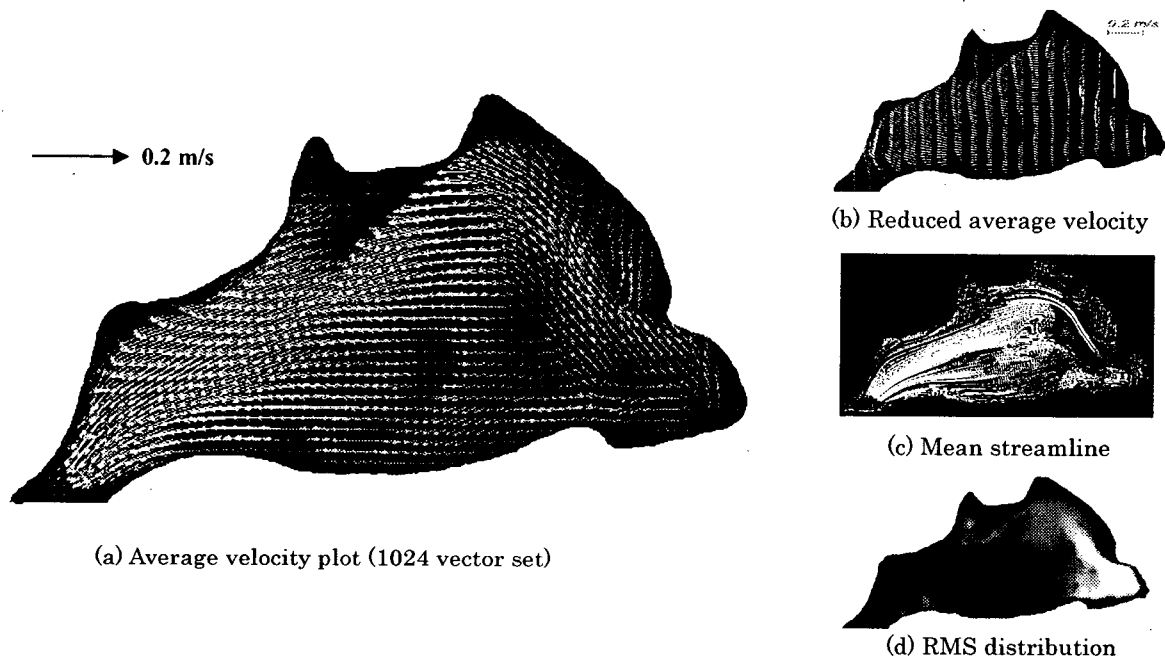 0.2 m/s
(a) Average velocity plot (1024 vector set)
0.2 m/s
(b) Reduced average velocity
(c) Mean streamline
(d) RMS distribution